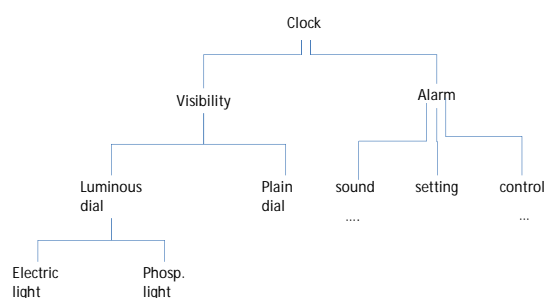 Clock
Visibility
Alarm
Luminous
dial
Plain
dial
sound
setting
control
....
...
Electric
light
Phosp.
light